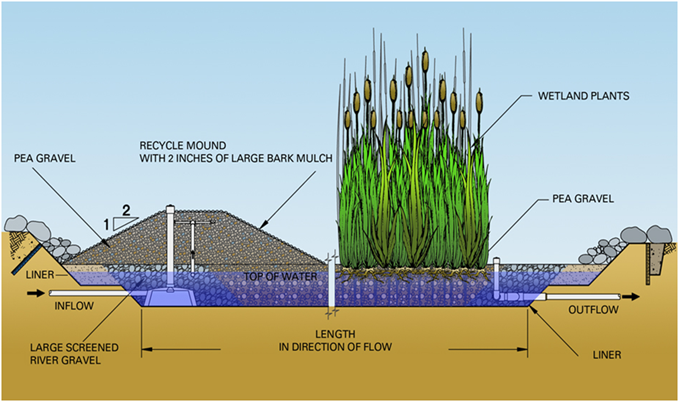 WETLAND PLANTS
RECYCLE MOUND
WITH 2 INCHES OF LARGE BARK MULCH
PEA GRAVEL
2
1
PEA GRAVEL
LINER
TOP OF WATER
INFLOW
OUTFLOW
LARGE SCREENED
RIVER GRAVEL
LENGTH
IN DIRECTION OF FLOW
LINER